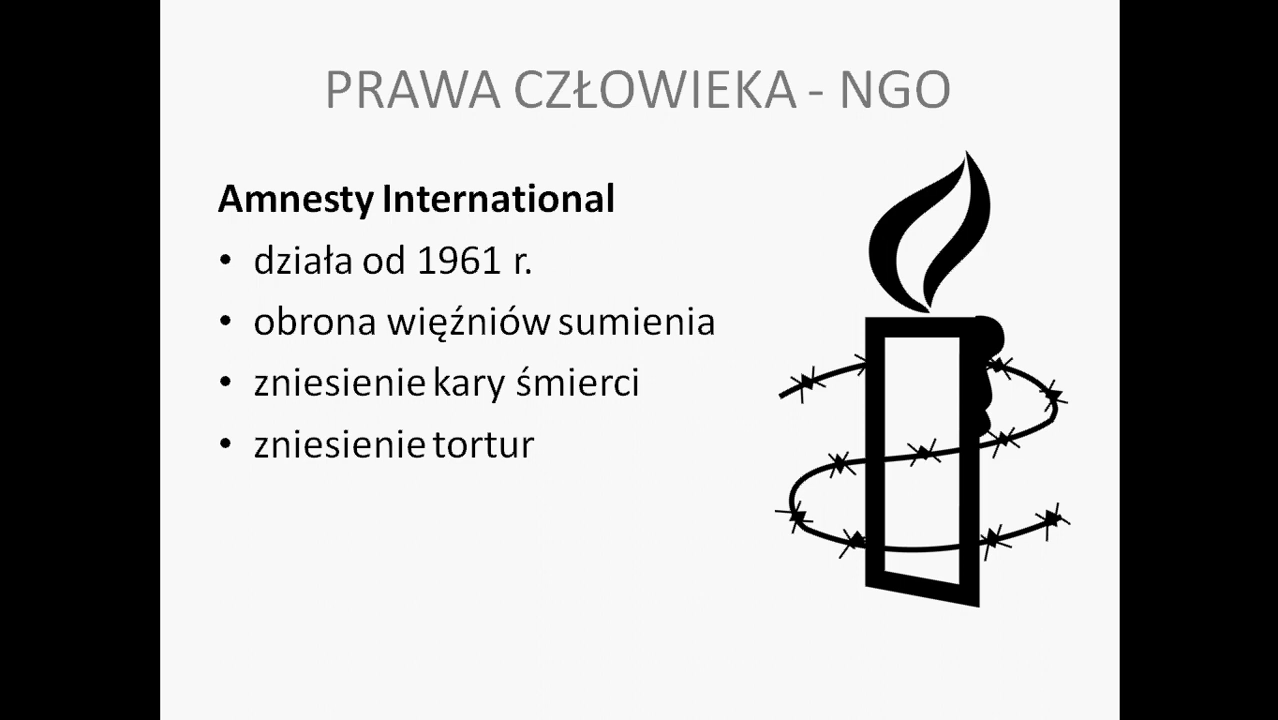 PRAWA CZŁOWIEKA - NGO
Amnesty International
• działa od 1961 r.
• obrona więźniów sumienia
• zniesienie kary śmierci
• zniesienie tortur